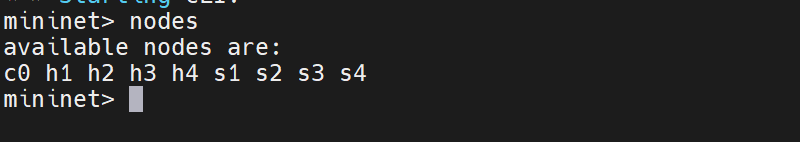 mininet> nodes
available nodes are:
c0 h1 h2 h3 h4 s1 s2 s3 s4
mininet>